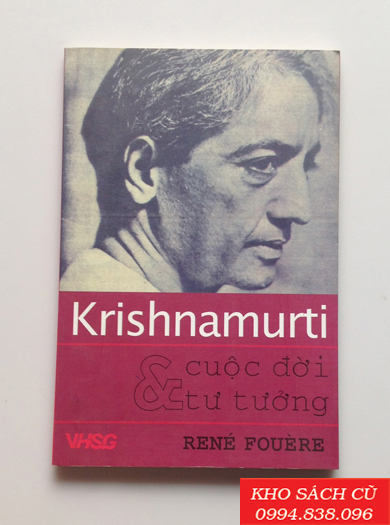 Krishnamurti
cuộc đời
& tư tưởng
VHSG
RENÉ FOUÈRE
KHO SÁCH CŨ
0994.838.096